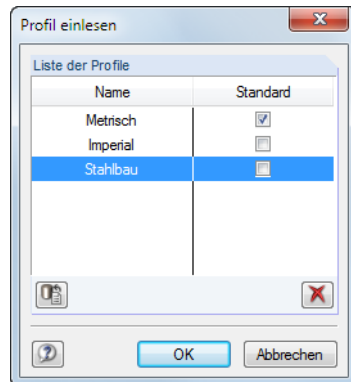 Profil einlesen
Liste der Profile
Name Standard
Metrisch
Imperial
Stahlbau
OK Abbrechen